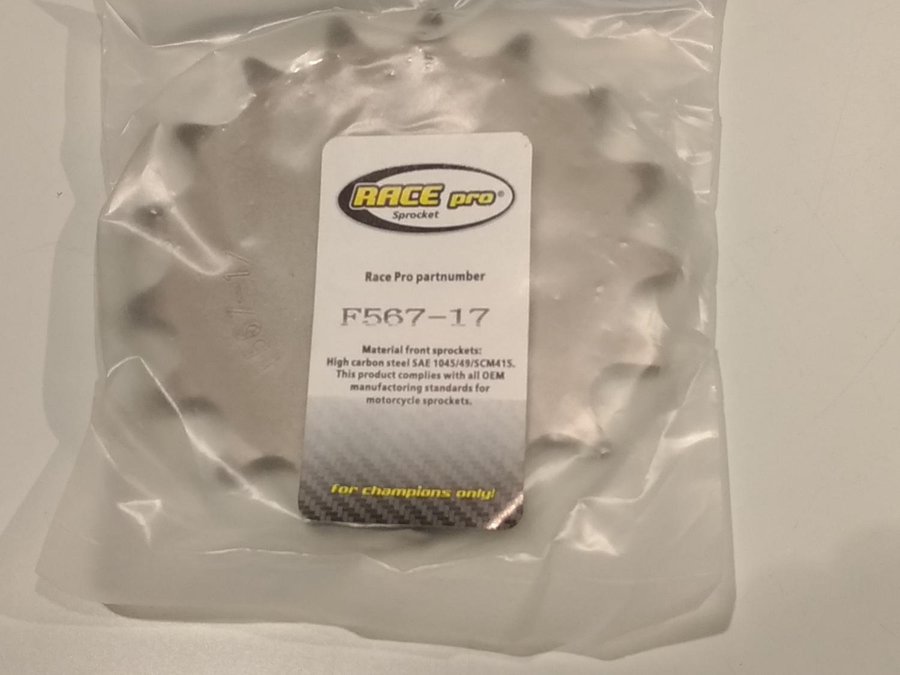 RACE pro®
Sprocket
Race Pro partnumber
F567-17
Material front sprockets:
High carbon steel SAE 1045/49/SCM415.
This product complies with all OEM
manufactoring standards for
motorcycle sprockets.
for champions only!